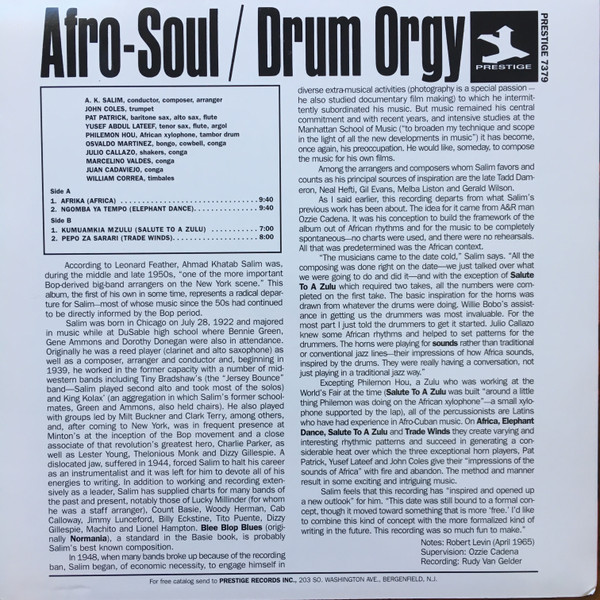 Afro-Soul / Drum Orgy
PRESTIGE
PRESTIGE 7379
A. K. SALIM, conductor, composer, arranger
JOHN COLES, trumpet
PAT PATRICK, baritone sax, alto sax, flute
YUSEF ABDUL LATEEF, tenor sax, flute, argol
PHILEMON HOU, African xylophone, tambor drum
OSVALDO MARTINEZ, bongo, cowbell, conga
JULIO CALLAZO, shakers, conga
MARCELINO VALDES, conga
JUAN CADAVIEJO, conga
WILLIAM CORREA, timbales
Side A
1. AFRIKA (AFRICA) 9:40
2. NGOMBA YA TEMPO (ELEPHANT DANCE) 9:40
Side B
1. KUMUAMKIA MZULU (SALUTE TO A ZULU) 7:00
2. PEPO ZA SARARI (TRADE WINDS) 8:00
According to Leonard Feather, Ahmad Khatab Salim was,
during the middle and late 1950s, “one of the more important
Bop-derived big-band arrangers on the New York scene.” This
album, the first of his own in some time, represents a radical depar-
ture for Salim—most of whose music since the 50s had continued
to be directly informed by the Bop period.
Salim was born in Chicago on July 28, 1922 and majored
in music while at DuSable high school where Bennie Green,
Gene Ammons and Dorothy Donegan were also in attendance.
Originally he was a reed player (clarinet and alto saxophone) as
well as a composer, arranger and conductor and, beginning in
1939, he worked in the former capacity with a number of mid-
western bands including Tiny Bradshaw's (the “Jersey Bounce”
band—Salim played second alto and took most of the solos)
and King Kolax' (an aggregation in which Salim's former school-
mates, Green and Ammons, also held chairs). He also played
with groups led by Milt Buckner and Clark Terry, among others,
and, after coming to New York, was in frequent presence at
Minton's at the inception of the Bop movement and a close
associate of that revolution's greatest hero, Charlie Parker, as
well as Lester Young, Thelonious Monk and Dizzy Gillespie. A
dislocated jaw, suffered in 1944, forced Salim to halt his career
as an instrumentalist and it was left for him to devote all of his
energies to writing. In addition to working and recording exten-
sively as a leader, Salim has supplied charts for many bands of
the past and present, notably those of Lucky Millinder (for whom
he was a staff arranger), Count Basie, Woody Herman, Cab
Calloway, Jimmy Lunceford, Billy Eckstine, Tito Puente, Dizzy
Gillespie, Machito and Lionel Hampton. Blee Blop Blues (origi-
nally Normania), a standard in the Basie book, is probably
Salim's best known composition.
In 1948, when many bands broke up because of the recording
ban, Salim began, of economic necessity, to engage himself in
diverse extra-musical activities (photography is a special passion —
he also studied documentary film making) to which he intermit-
tently subordinated his music. But music remained his central
commitment and with recent years, and intensive studies at the
Manhattan School of Music (“to broaden my technique and scope
in the light of all the new developments in music”) it has become,
once again, his preoccupation. He would like, someday, to compose
the music for his own films.
Among the arrangers and composers whom Salim favors and
counts as his principal sources of inspiration are the late Tadd Dam-
eron, Neal Hefti, Gil Evans, Melba Liston and Gerald Wilson.
As I said earlier, this recording departs from what Salim's
previous work has been about. The idea for it came from A&R man
Ozzie Cadena. It was his conception to build the framework of the
album out of African rhythms and for the music to be completely
spontaneous—no charts were used, and there were no rehearsals.
All that was predetermined was the African context.
“The musicians came to the date cold,” Salim says. “All the
composing was done right on the date—we just talked over what
we were going to do and did it—and with the exception of Salute
To A Zulu which required two takes, all the numbers were com-
pleted on the first take. The basic inspiration for the horns was
drawn from whatever the drums were doing. Willie Bobo's assist-
ance in getting us the drummers was most invaluable. For the
most part I just told the drummers to get it started. Julio Callazo
knew some African rhythms and helped to set patterns for the
drummers. The horns were playing for sounds rather than traditional
or conventional jazz lines—their impressions of how Africa sounds,
inspired by the drums. They were really having a conversation, not
just playing in a traditional jazz way.”
Excepting Philemon Hou, a Zulu who was working at the
World's Fair at the time (Salute To A Zulu was built “around a little
thing Philemon was doing on the African xylophone”—a small xylo-
phone supported by the lap), all of the percussionists are Latins
who have had experience in Afro-Cuban music. On Africa, Elephant
Dance, Salute To A Zulu and Trade Winds they create varying and
interesting rhythmic patterns and succeed in generating a con-
siderable heat over which the three exceptional horn players, Pat
Patrick, Yusef Lateef and John Coles give their “impressions of the
sounds of Africa” with fire and abandon. The method and manner
result in some exciting and intriguing music.
Salim feels that this recording has “inspired and opened up
a new outlook” for him. “This date was still bound to a formal con-
cept, though it moved toward something that is more ‘free.’ I'd like
to combine this kind of concept with the more formalized kind of
writing in the future. This recording was so much fun to make.”
Notes: Robert Levin (April 1965)
Supervision: Ozzie Cadena
Recording: Rudy Van Gelder
For free catalog send to PRESTIGE RECORDS INC., 203 SO. WASHINGTON AVE., BERGENFIELD, N.J.